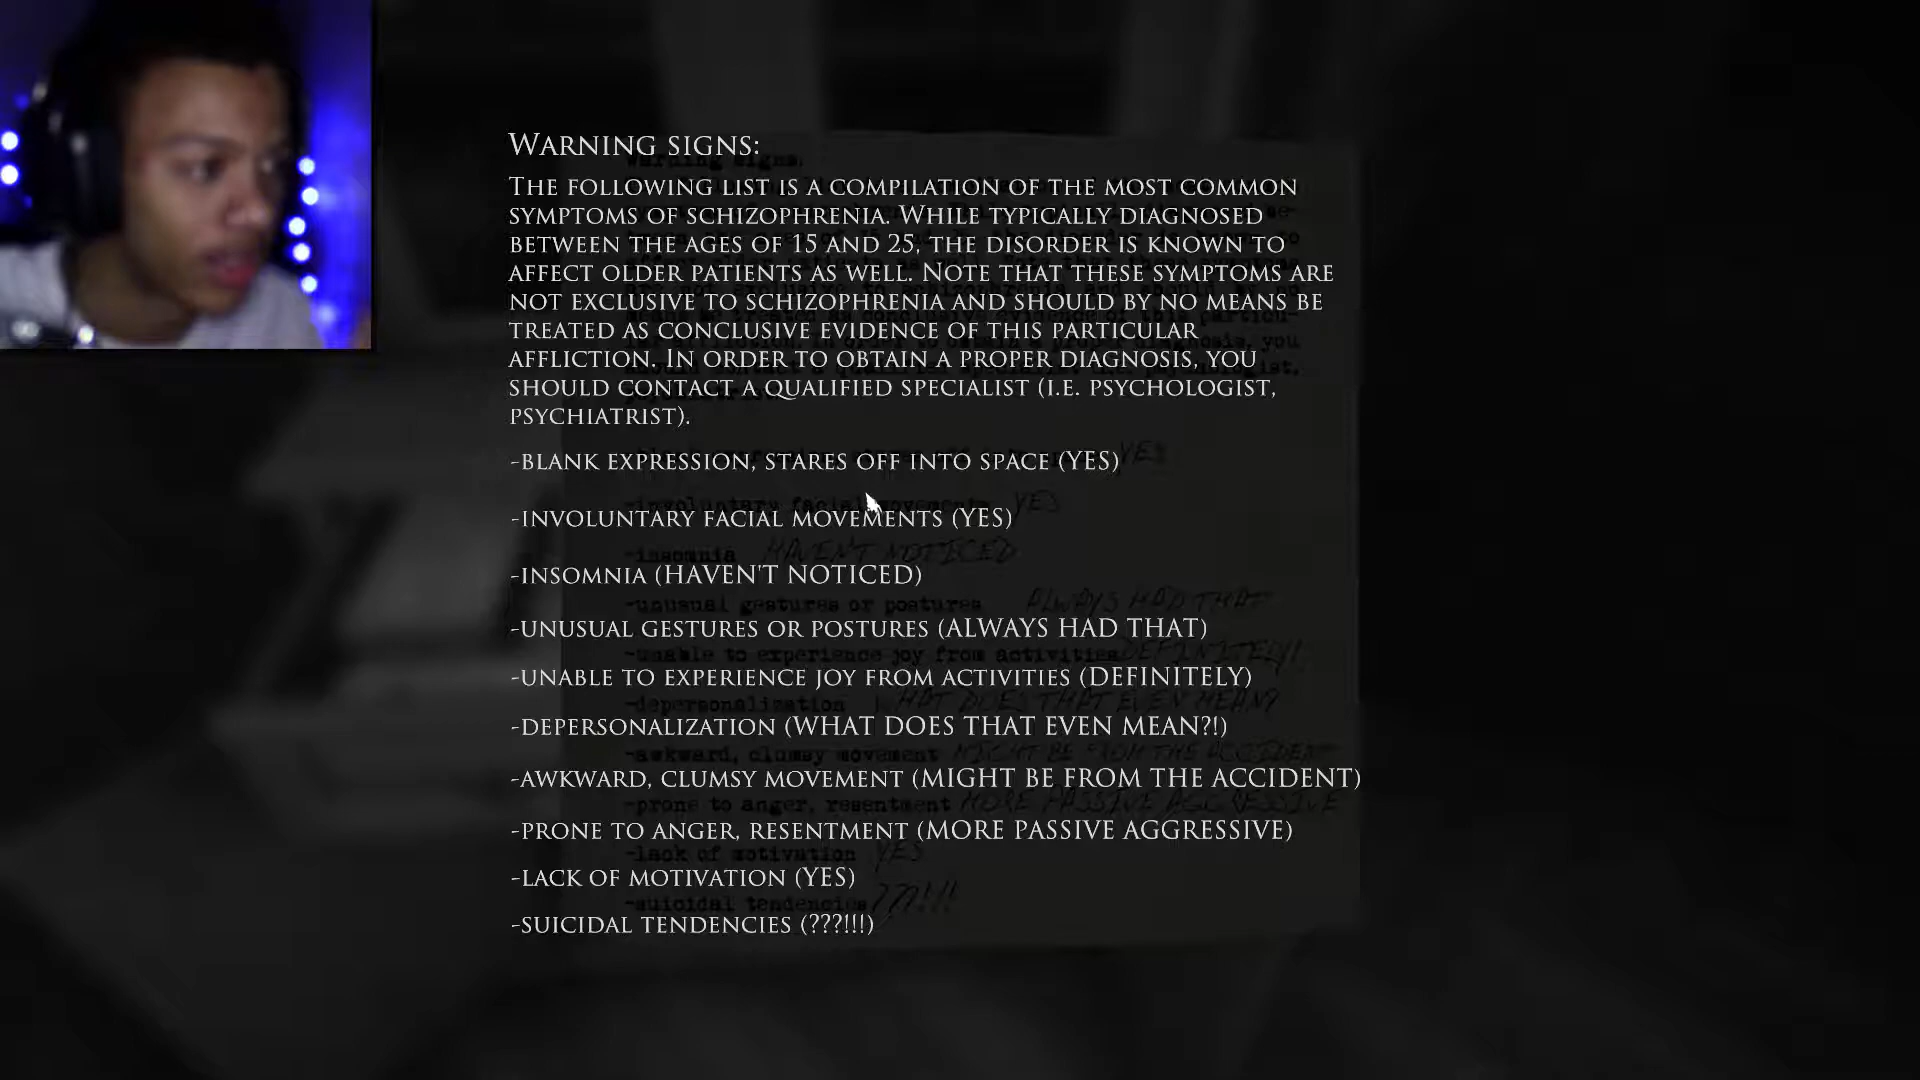 Warning signs:
The following list is a compilation of the most common
symptoms of schizophrenia. While typically diagnosed
between the ages of 15 and 25, the disorder is known to
affect older patients as well. Note that these symptoms are
not exclusive to schizophrenia and should by no means be
treated as conclusive evidence of this particular
affliction. In order to obtain a proper diagnosis, you
should contact a qualified specialist (i.e. psychologist,
psychiatrist).
-blank expression, stares off into space (YES)
-involuntary facial movements (YES)
-insomnia (HAVEN'T NOTICED)
-unusual gestures or postures (ALWAYS HAD THAT)
-unable to experience joy from activities (DEFINITELY)
-depersonalization (WHAT DOES THAT EVEN MEAN?!)
-awkward, clumsy movement (MIGHT BE FROM THE ACCIDENT)
-prone to anger, resentment (MORE PASSIVE AGGRESSIVE)
-lack of motivation (YES)
-suicidal tendencies (???!!!)